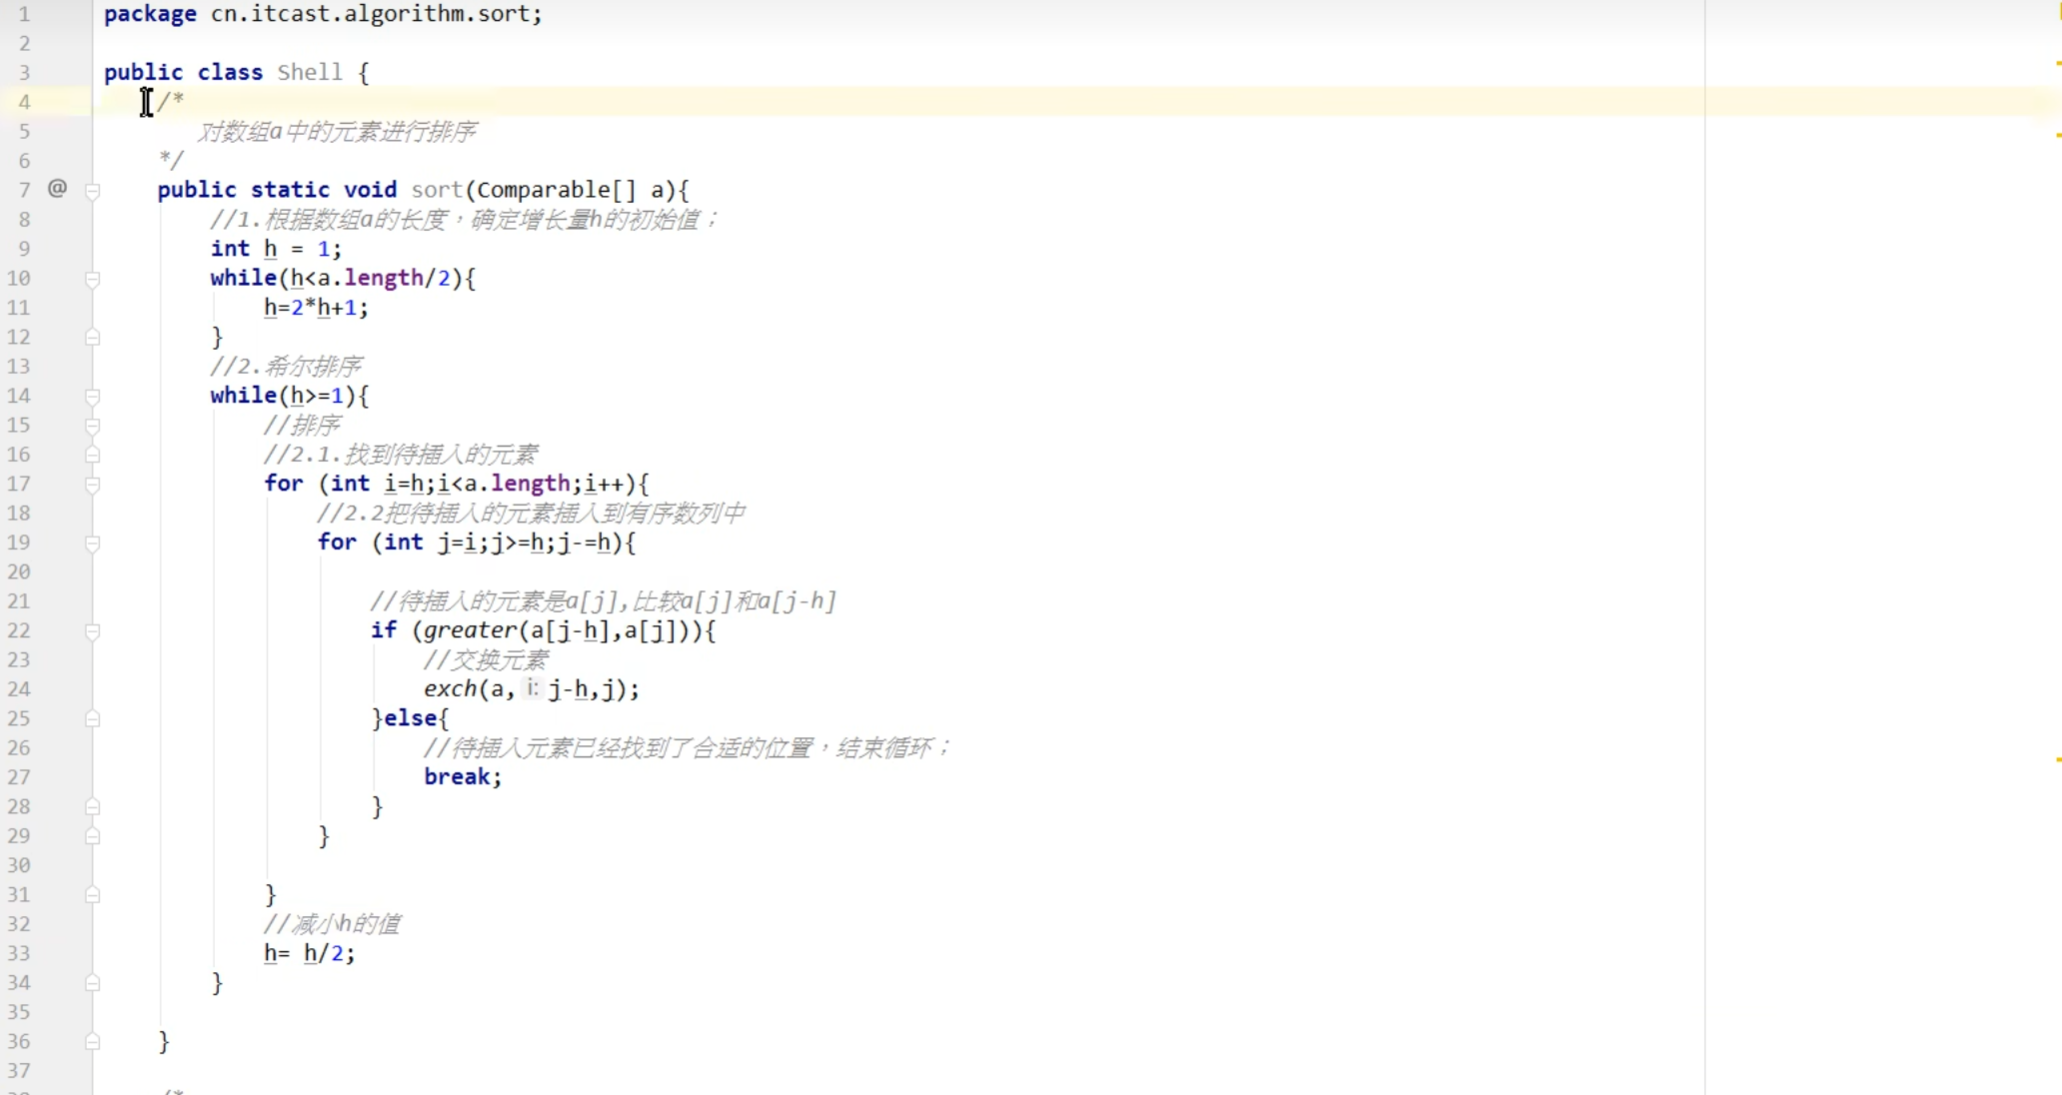 1 package cn.itcast.algorithm.sort;
2
3 public class Shell {
4 /*
5 对数组a中的元素进行排序
6 */
7 @ public static void sort(Comparable[] a){
8 //1.根据数组a的长度，确定增长量h的初始值；
9 int h = 1;
10 while(h<a.length/2){
11 h=2*h+1;
12 }
13 //2.希尔排序
14 while(h>=1){
15 //排序
16 //2.1.找到待插入的元素
17 for (int i=h;i<a.length;i++){
18 //2.2把待插入的元素插入到有序数列中
19 for (int j=i;j>=h;j-=h){
20
21 //待插入的元素是a[j],比较a[j]和a[j-h]
22 if (greater(a[j-h],a[j])){
23 //交换元素
24 exch(a, i: j-h,j);
25 }else{
26 //待插入元素已经找到了合适的位置，结束循环；
27 break;
28 }
29 }
30
31 }
32 //减小h的值
33 h= h/2;
34 }
35
36 }
37
/*